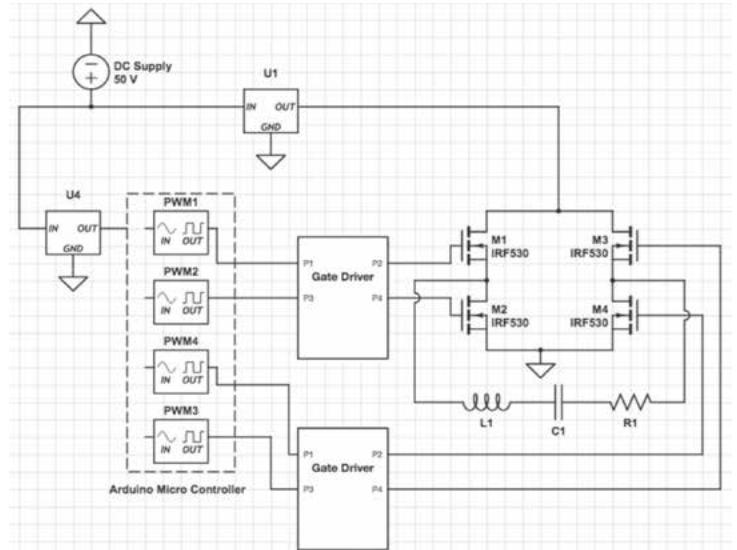 DC Supply
50 V
U1
IN OUT
GND
U4
IN OUT
GND
PWM1
IN OUT
PWM2
IN OUT
PWM4
IN OUT
PWM3
IN OUT
Arduino Micro Controller
P1 P2
Gate Driver
P3 P4
P1 P2
Gate Driver
P3 P4
M1
IRF530
M3
IRF530
M2
IRF530
M4
IRF530
L1
C1
R1